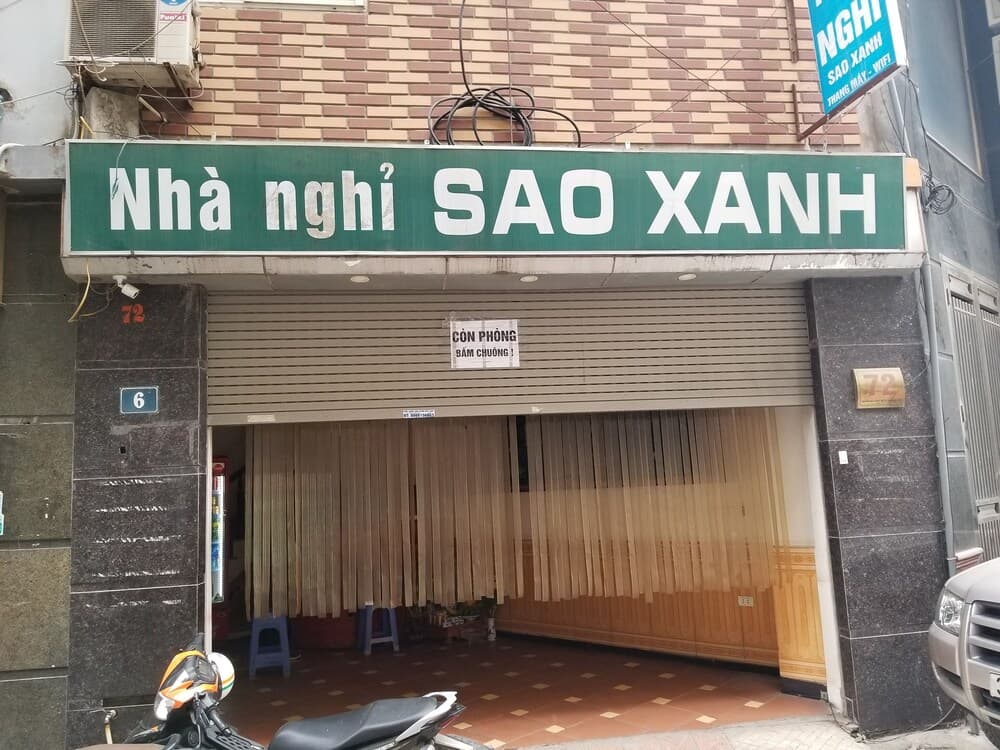 NGHỈ
SAO XANH
THANG MÁY - WIFI
Nhà nghỉ SAO XANH
72
CÒN PHÒNG
BẤM CHUÔNG !
6
72